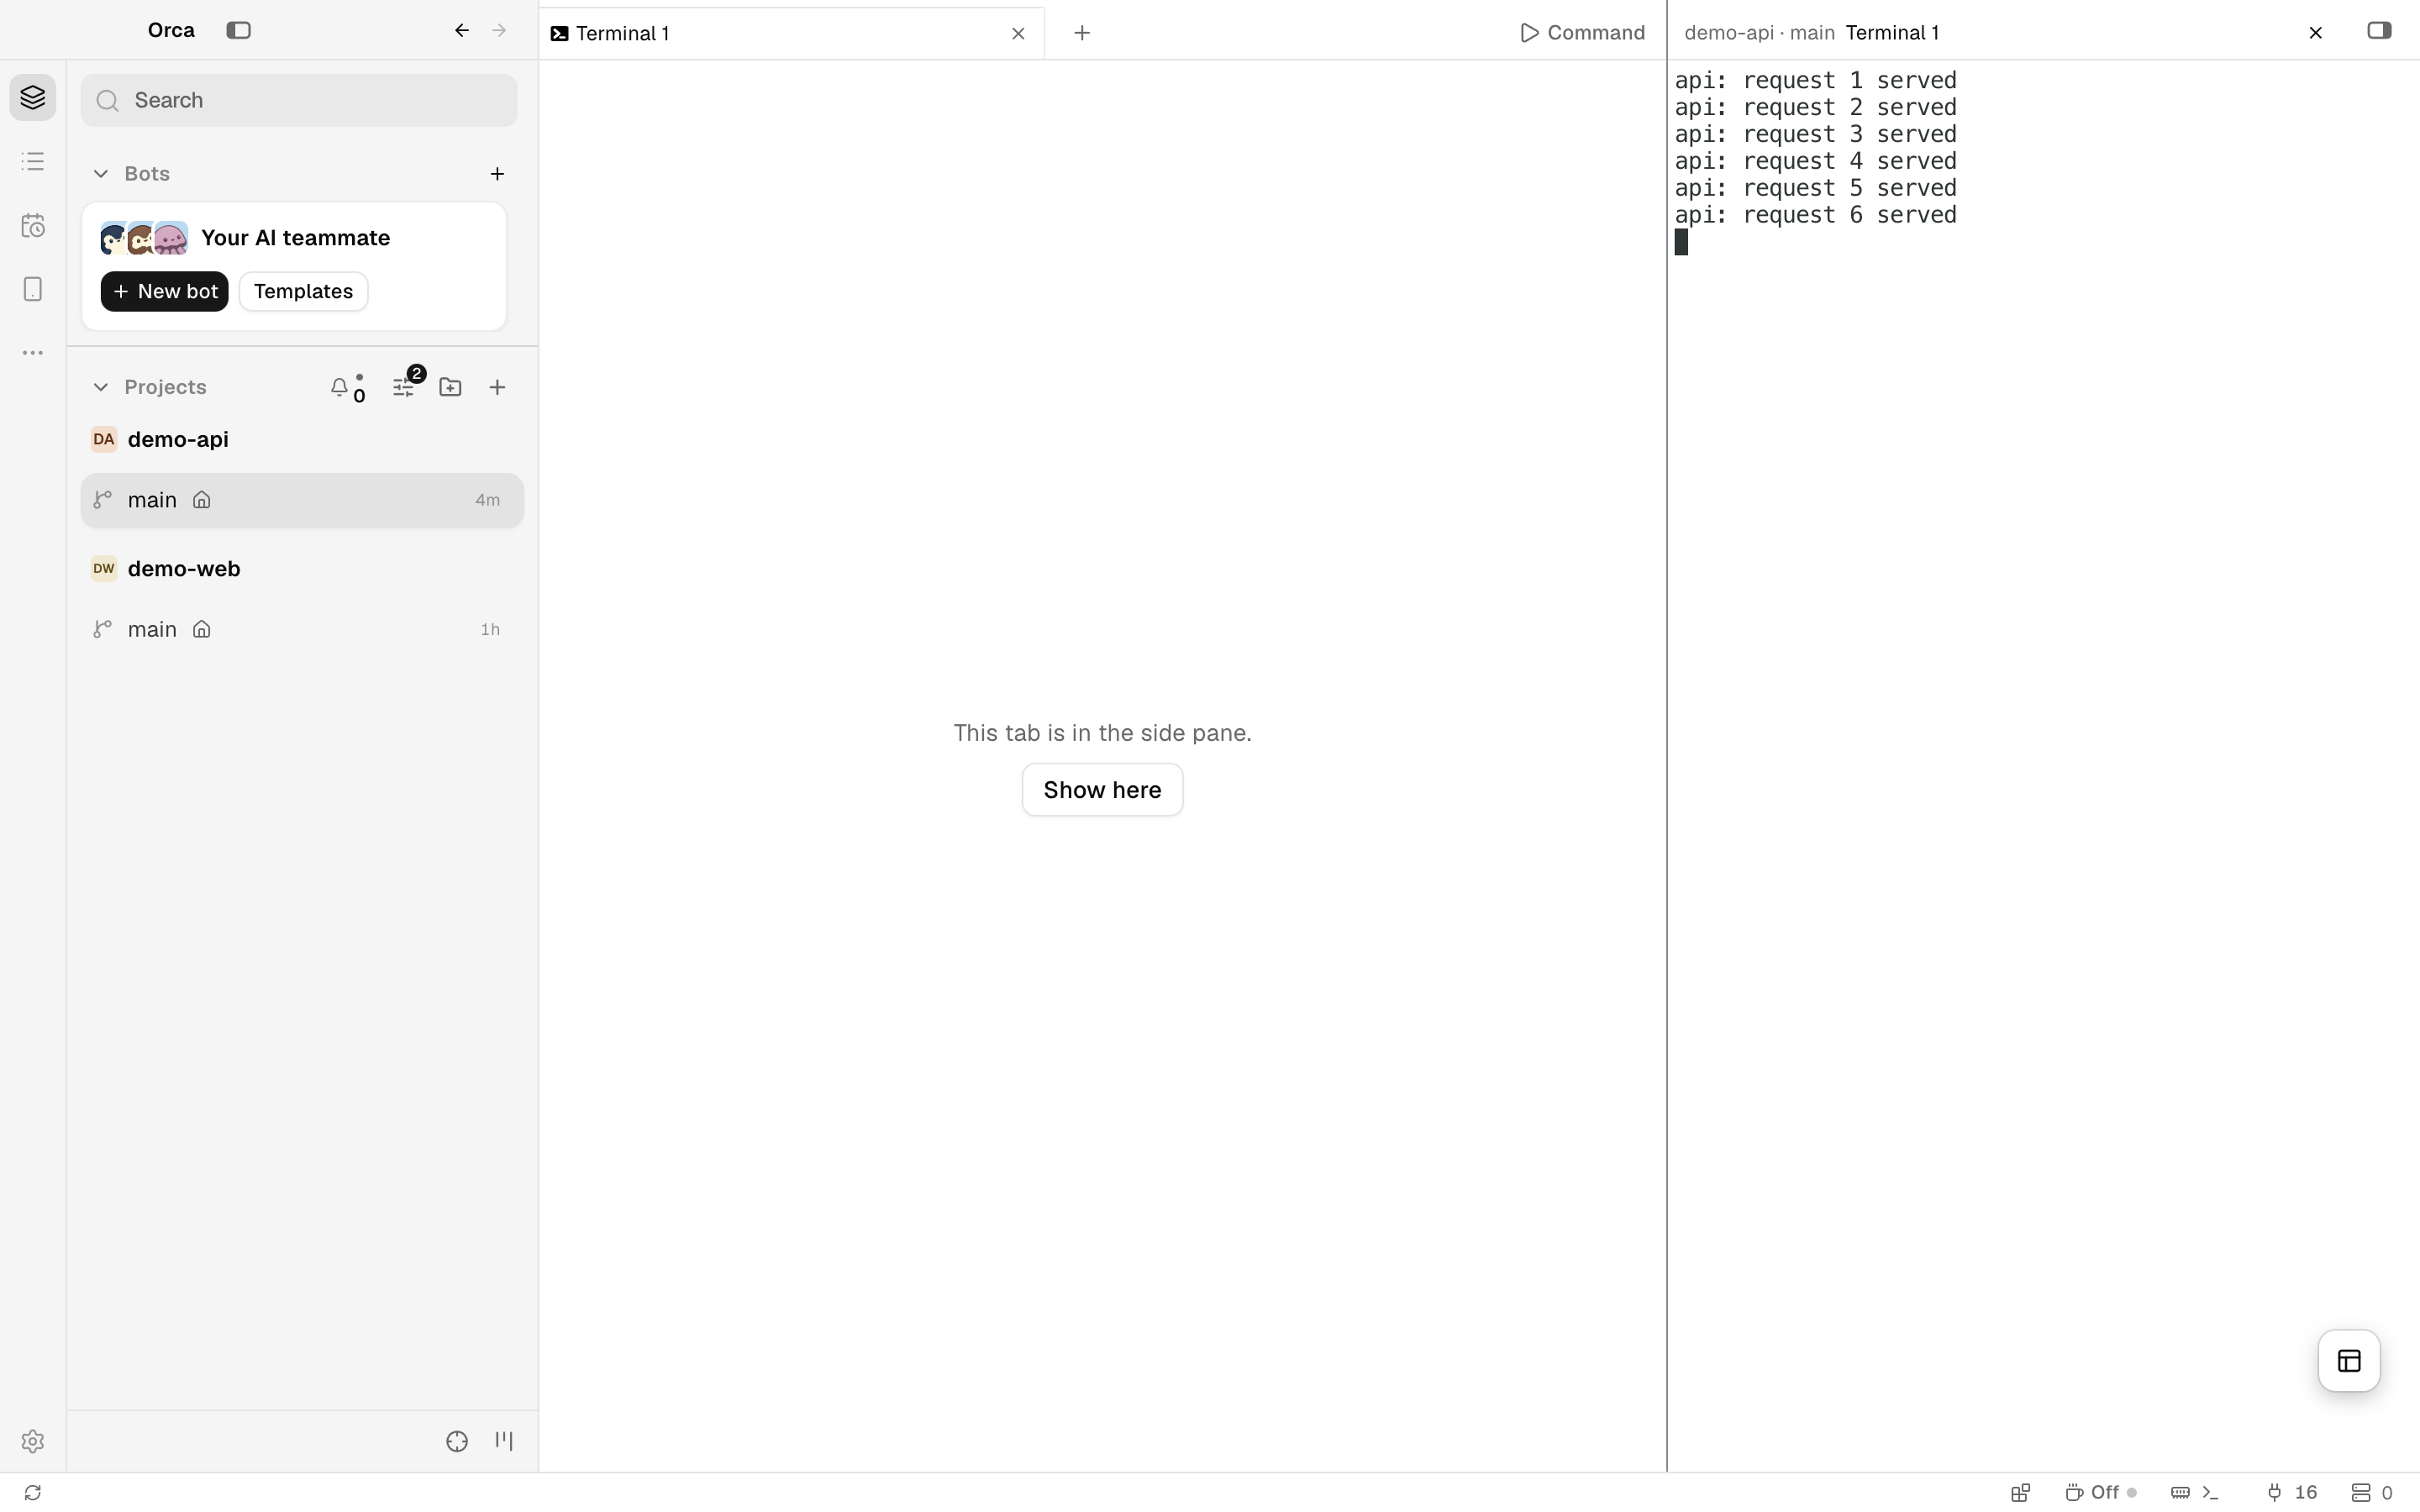 Orca
Search
Bots
Your AI teammate
New bot
Templates
Projects
0
2
DA demo-api
main
4m
DW demo-web
main
1h
Terminal 1
Command
This tab is in the side pane.
Show here
demo-api · main Terminal 1
api: request 1 served
api: request 2 served
api: request 3 served
api: request 4 served
api: request 5 served
api: request 6 served
Off
16
0